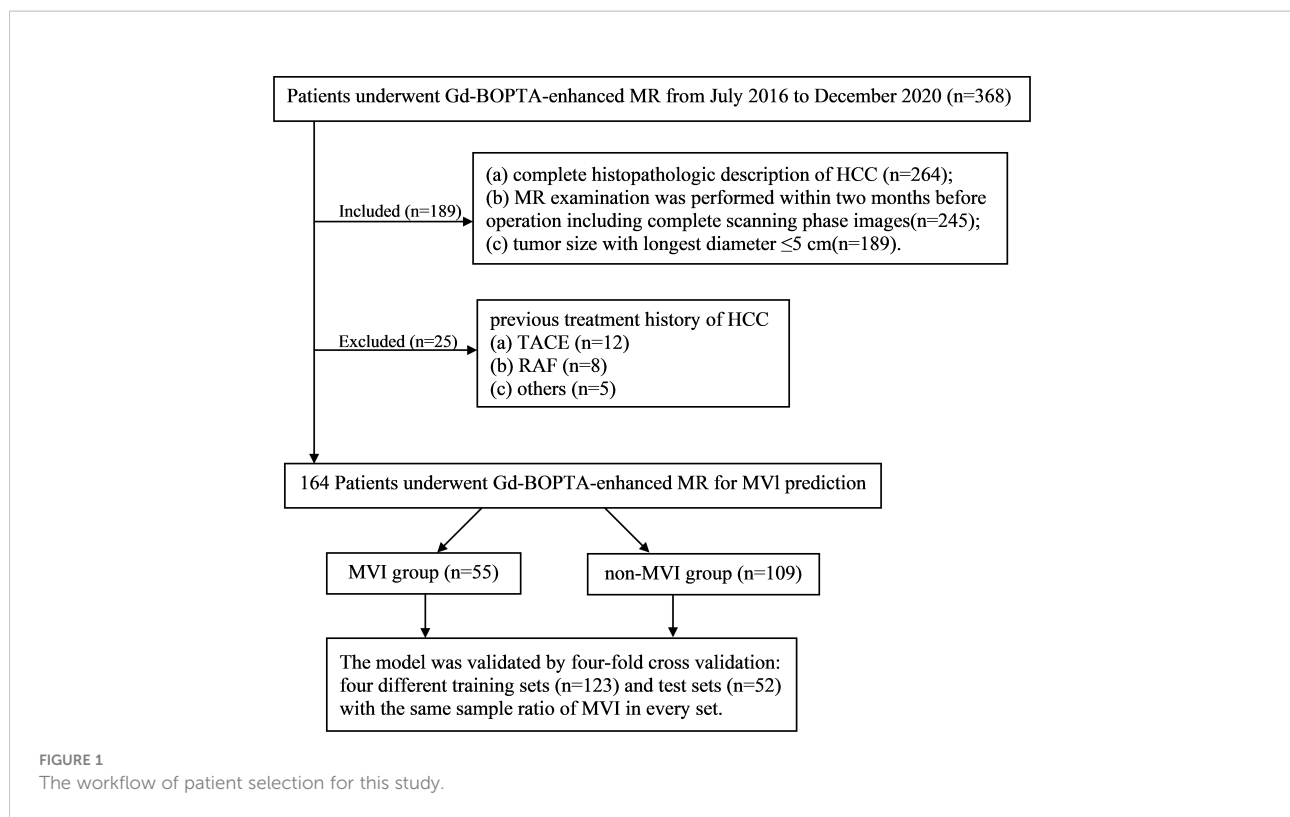 Patients underwent Gd-BOPTA-enhanced MR from July 2016 to December 2020 (n=368)
(a) complete histopathologic description of HCC (n=264);
(b) MR examination was performed within two months before
operation including complete scanning phase images(n=245);
(c) tumor size with longest diameter ≤5 cm(n=189).
Included (n=189)
previous treatment history of HCC
(a) TACE (n=12)
(b) RAF (n=8)
(c) others (n=5)
Excluded (n=25)
164 Patients underwent Gd-BOPTA-enhanced MR for MVl prediction
MVI group (n=55)
non-MVI group (n=109)
The model was validated by four-fold cross validation:
four different training sets (n=123) and test sets (n=52)
with the same sample ratio of MVI in every set.
FIGURE 1
The workflow of patient selection for this study.